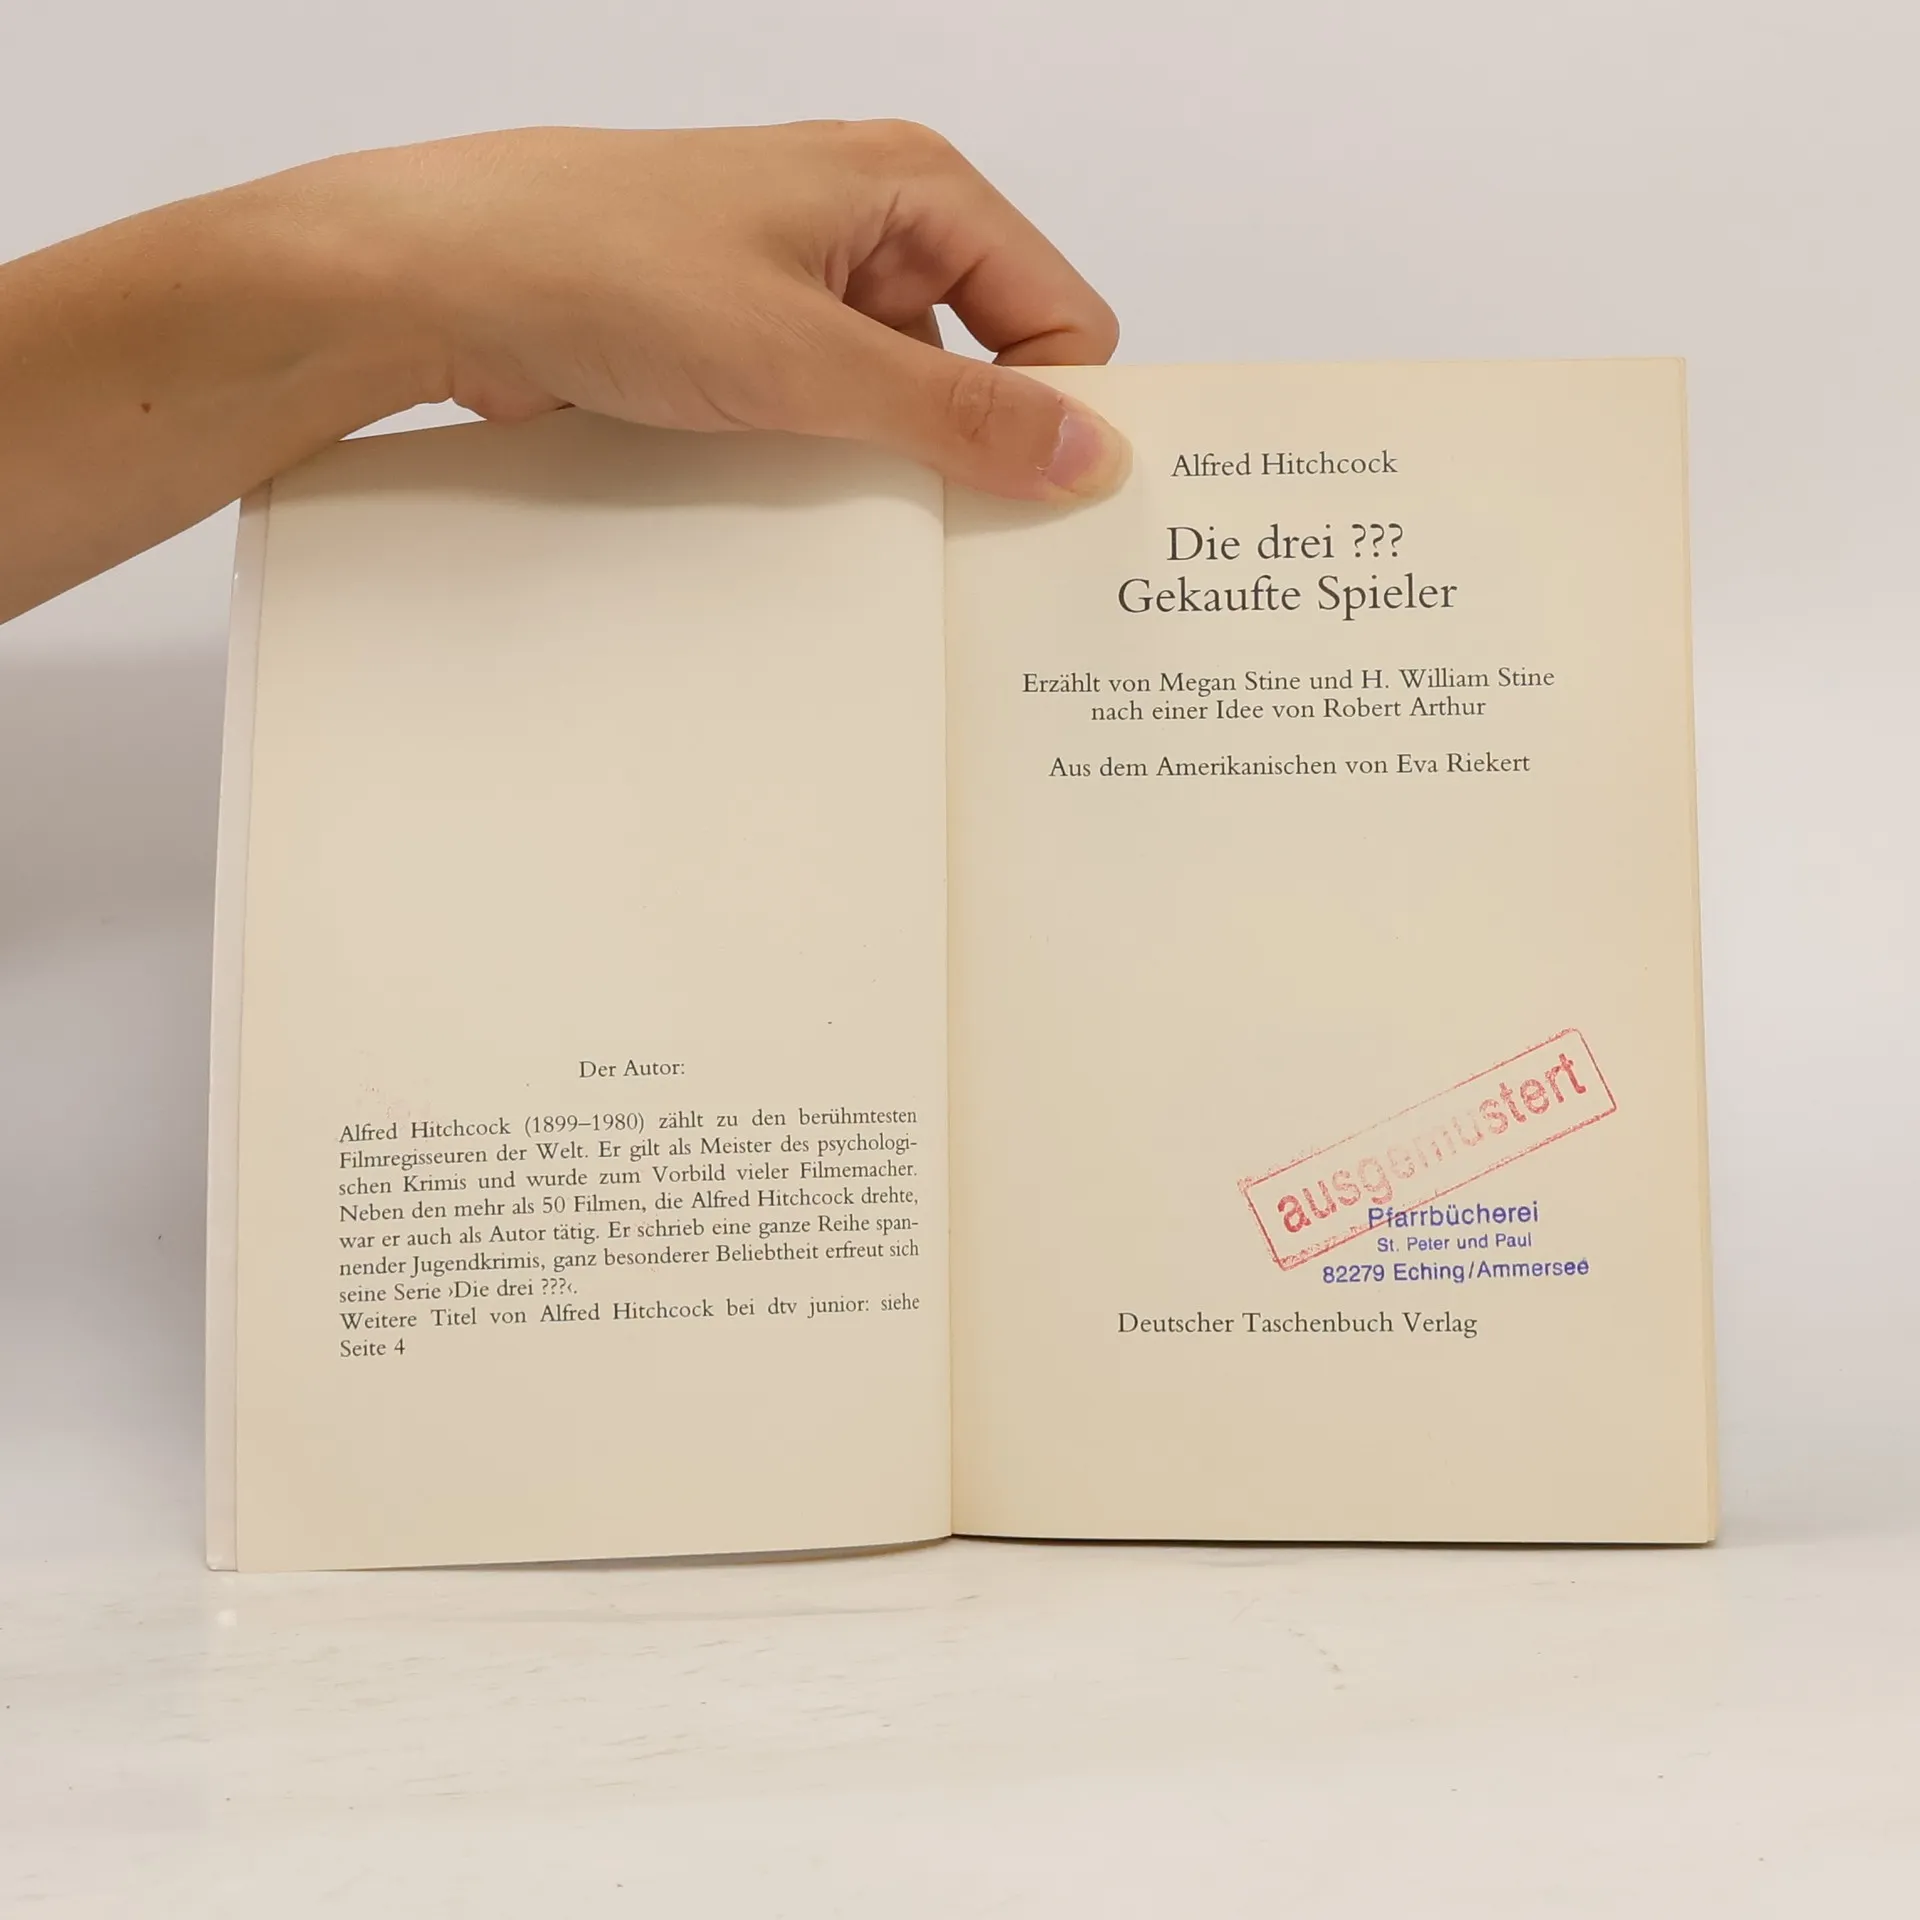 Der Autor:
Alfred Hitchcock (1899–1980) zählt zu den berühmtesten
Filmregisseuren der Welt. Er gilt als Meister des psychologi-
schen Krimis und wurde zum Vorbild vieler Filmemacher.
Neben den mehr als 50 Filmen, die Alfred Hitchcock drehte,
war er auch als Autor tätig. Er schrieb eine ganze Reihe span-
nender Jugendkrimis, ganz besonderer Beliebtheit erfreut sich
seine Serie ›Die drei ???‹.
Weitere Titel von Alfred Hitchcock bei dtv junior: siehe
Seite 4
Alfred Hitchcock
Die drei ???
Gekaufte Spieler
Erzählt von Megan Stine und H. William Stine
nach einer Idee von Robert Arthur
Aus dem Amerikanischen von Eva Riekert
ausgemustert
Pfarrbücherei
St. Peter und Paul
82279 Eching/Ammersee
Deutscher Taschenbuch Verlag